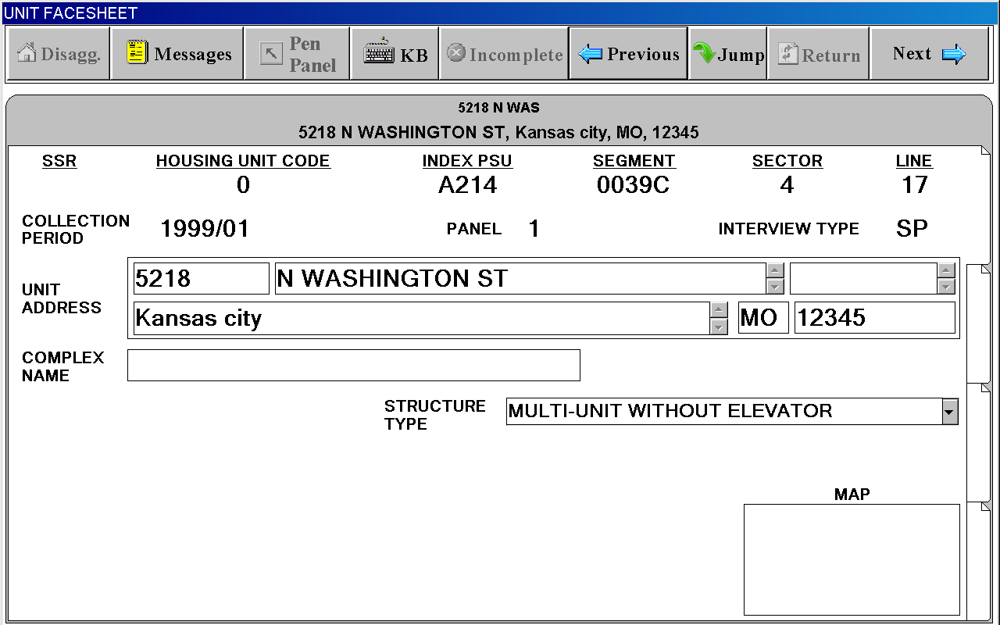 UNIT FACESHEET
Disagg. Messages Pen Panel KB Incomplete Previous Jump Return Next
5218 N WAS
5218 N WASHINGTON ST, Kansas city, MO, 12345
SSR HOUSING UNIT CODE INDEX PSU SEGMENT SECTOR LINE
0 A214 0039C 4 17
COLLECTION PERIOD 1999/01 PANEL 1 INTERVIEW TYPE SP
UNIT ADDRESS 5218 N WASHINGTON ST
Kansas city MO 12345
COMPLEX NAME
STRUCTURE TYPE MULTI-UNIT WITHOUT ELEVATOR
MAP